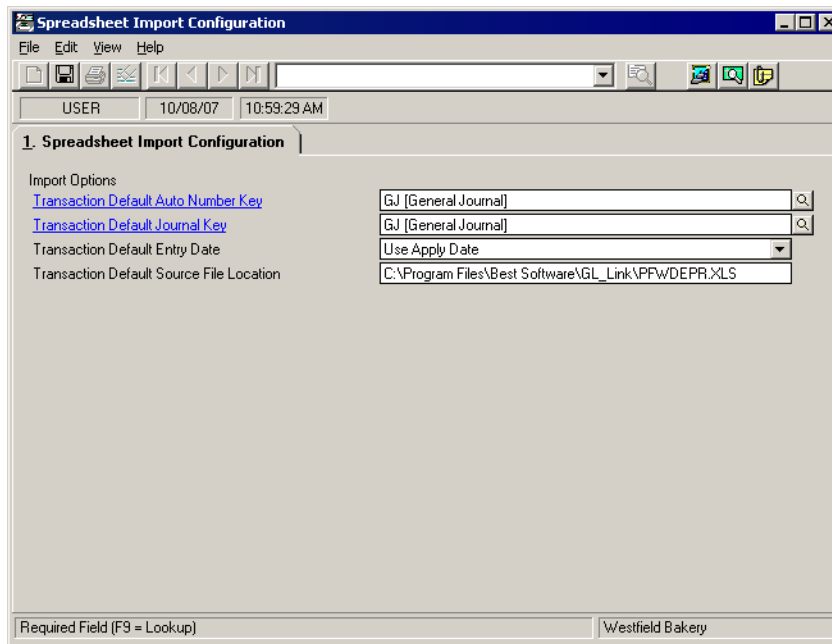 Spreadsheet Import Configuration
File Edit View Help
USER 10/08/07 10:59:29 AM
1. Spreadsheet Import Configuration
Import Options
Transaction Default Auto Number Key GJ [General Journal]
Transaction Default Journal Key GJ [General Journal]
Transaction Default Entry Date Use Apply Date
Transaction Default Source File Location C:\Program Files\Best Software\GL_Link\PFWDEPR.XLS
Required Field (F9 = Lookup) Westfield Bakery